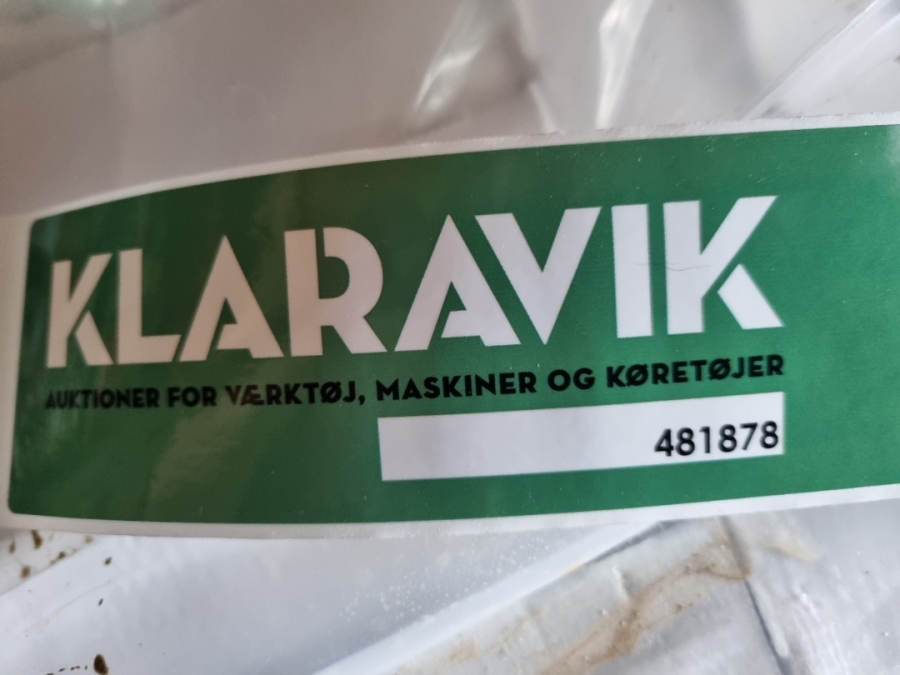 KLARAVIK
AUKTIONER FOR VÆRKTØJ, MASKINER OG KØRETØJER
481878